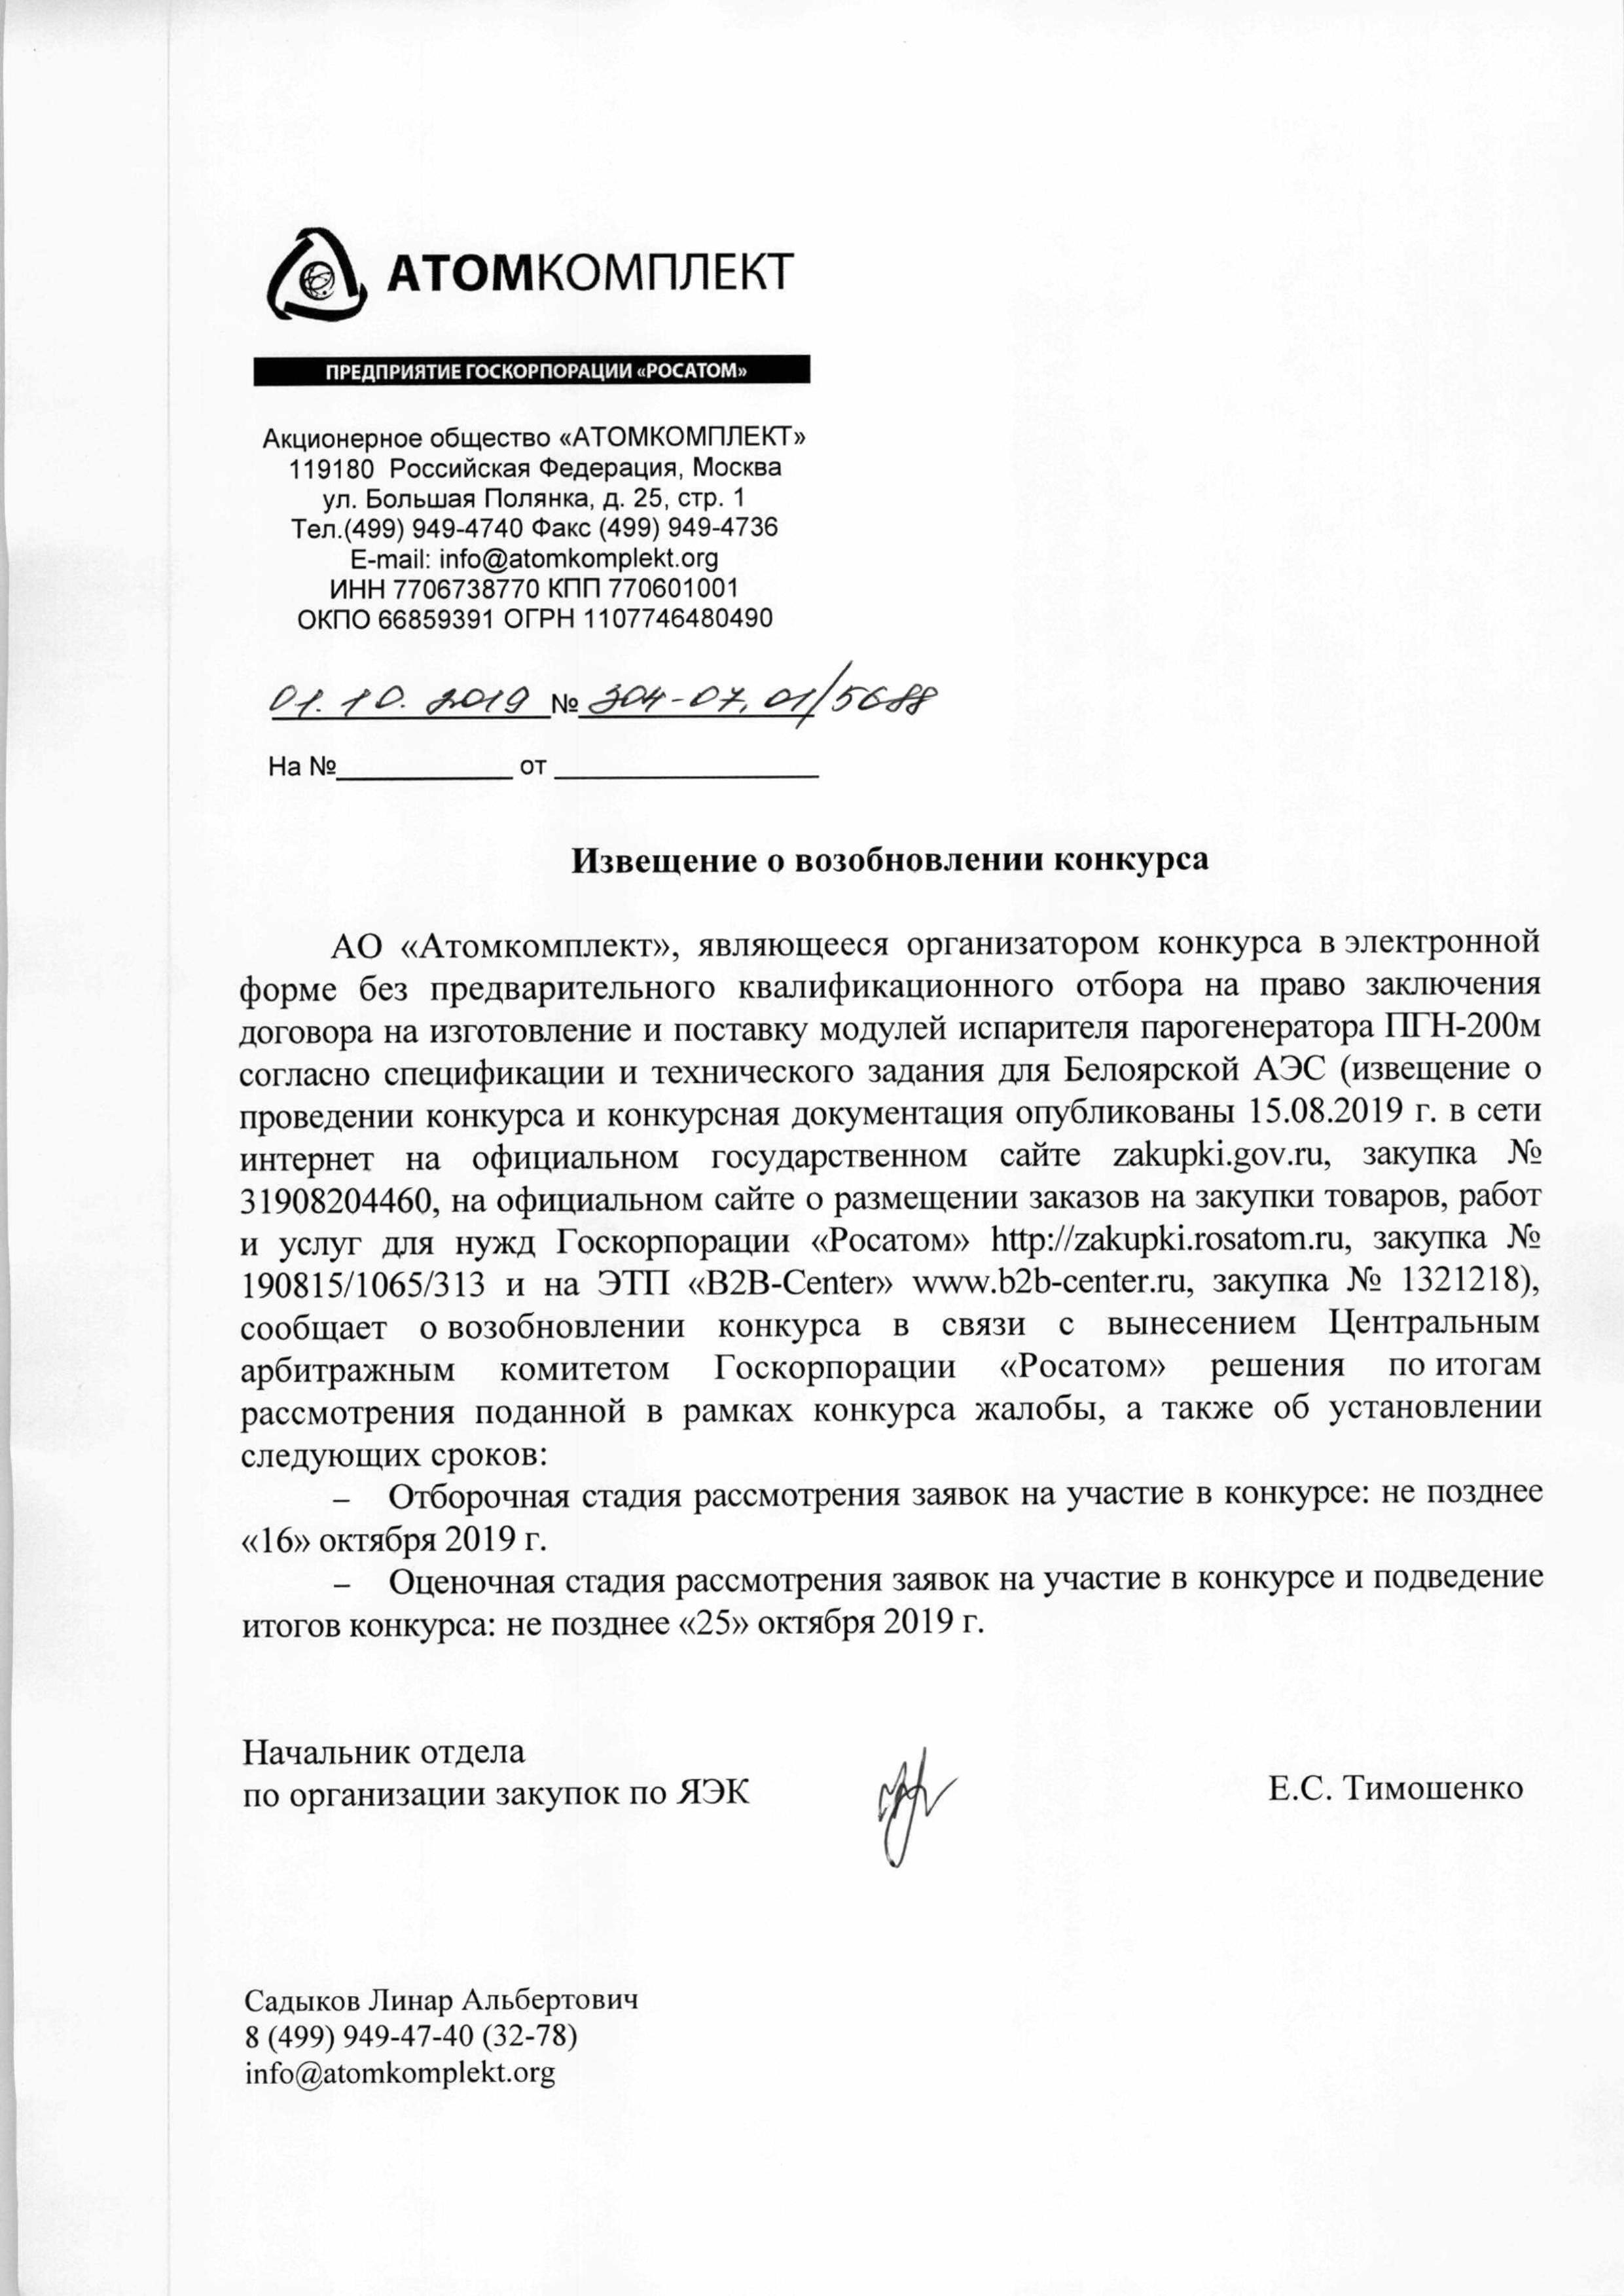 АТОМКОМПЛЕКТ
ПРЕДПРИЯТИЕ ГОСКОРПОРАЦИИ «РОСАТОМ»
Акционерное общество «АТОМКОМПЛЕКТ»
119180 Российская Федерация, Москва
ул. Большая Полянка, д. 25, стр. 1
Тел.(499) 949-4740 Факс (499) 949-4736
E-mail: info@atomkomplekt.org
ИНН 7706738770 КПП 770601001
ОКПО 66859391 ОГРН 1107746480490
01.10.2019 № 304-07.01/5688
На № от
Извещение о возобновлении конкурса
АО «Атомкомплект», являющееся организатором конкурса в электронной
форме без предварительного квалификационного отбора на право заключения
договора на изготовление и поставку модулей испарителя парогенератора ПГН-200м
согласно спецификации и технического задания для Белоярской АЭС (извещение о
проведении конкурса и конкурсная документация опубликованы 15.08.2019 г. в сети
интернет на официальном государственном сайте zakupki.gov.ru, закупка №
31908204460, на официальном сайте о размещении заказов на закупки товаров, работ
и услуг для нужд Госкорпорации «Росатом» http://zakupki.rosatom.ru, закупка №
190815/1065/313 и на ЭТП «B2B-Center» www.b2b-center.ru, закупка № 1321218),
сообщает о возобновлении конкурса в связи с вынесением Центральным
арбитражным комитетом Госкорпорации «Росатом» решения по итогам
рассмотрения поданной в рамках конкурса жалобы, а также об установлении
следующих сроков:
– Отборочная стадия рассмотрения заявок на участие в конкурсе: не позднее
«16» октября 2019 г.
– Оценочная стадия рассмотрения заявок на участие в конкурсе и подведение
итогов конкурса: не позднее «25» октября 2019 г.
Начальник отдела
по организации закупок по ЯЭК Е.С. Тимошенко
Садыков Линар Альбертович
8 (499) 949-47-40 (32-78)
info@atomkomplekt.org